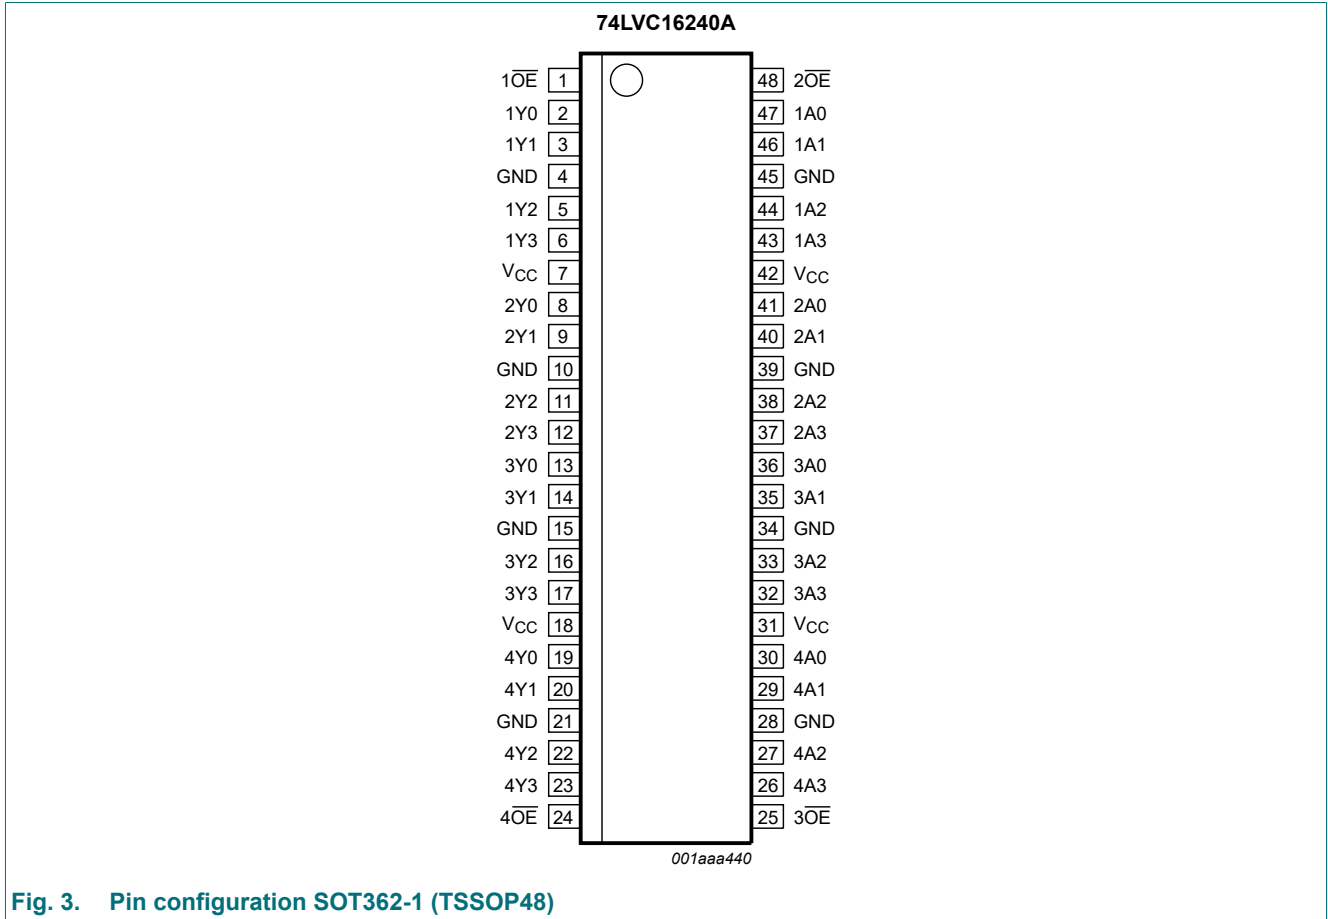 74LVC16240A
1O̅E̅ 1 48 2O̅E̅
1Y0 2 47 1A0
1Y1 3 46 1A1
GND 4 45 GND
1Y2 5 44 1A2
1Y3 6 43 1A3
VCC 7 42 VCC
2Y0 8 41 2A0
2Y1 9 40 2A1
GND 10 39 GND
2Y2 11 38 2A2
2Y3 12 37 2A3
3Y0 13 36 3A0
3Y1 14 35 3A1
GND 15 34 GND
3Y2 16 33 3A2
3Y3 17 32 3A3
VCC 18 31 VCC
4Y0 19 30 4A0
4Y1 20 29 4A1
GND 21 28 GND
4Y2 22 27 4A2
4Y3 23 26 4A3
4O̅E̅ 24 25 3O̅E̅
001aaa440
Fig. 3. Pin configuration SOT362-1 (TSSOP48)